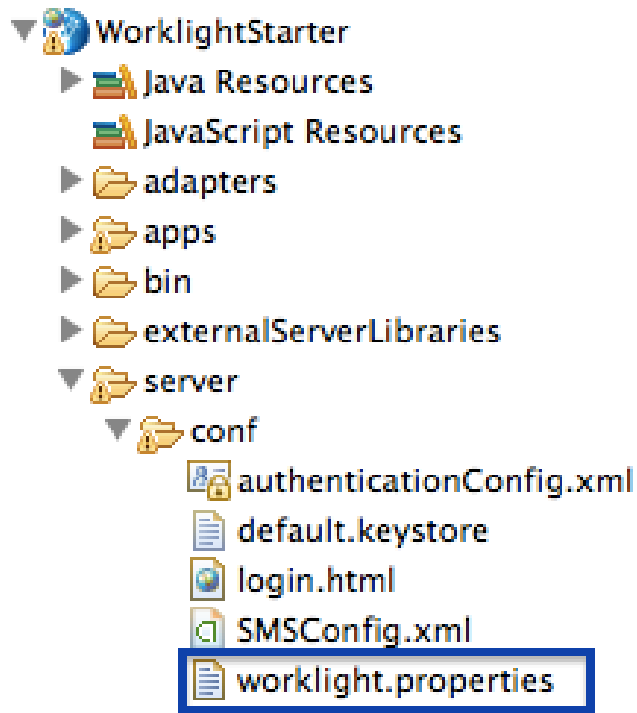 WorklightStarter
Java Resources
JavaScript Resources
adapters
apps
bin
externalServerLibraries
server
conf
authenticationConfig.xml
default.keystore
login.html
SMSConfig.xml
worklight.properties